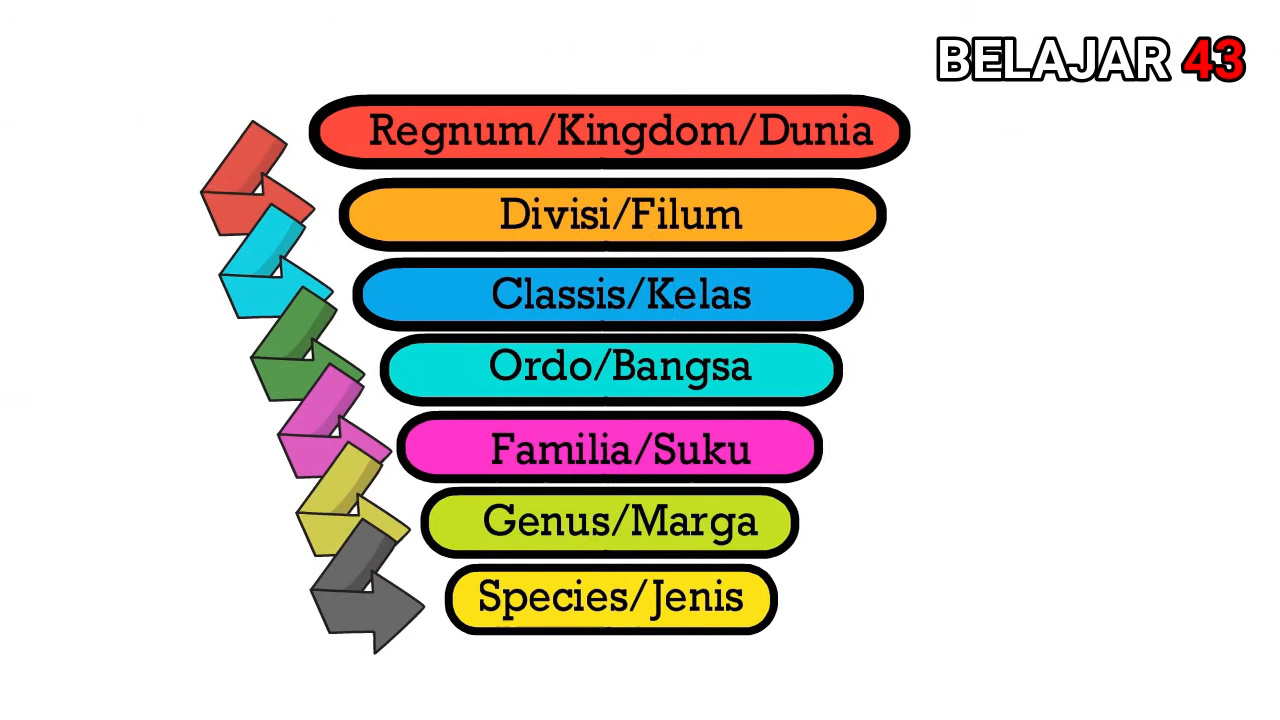 BELAJAR 43
Regnum/Kingdom/Dunia
Divisi/Filum
Classis/Kelas
Ordo/Bangsa
Familia/Suku
Genus/Marga
Species/Jenis